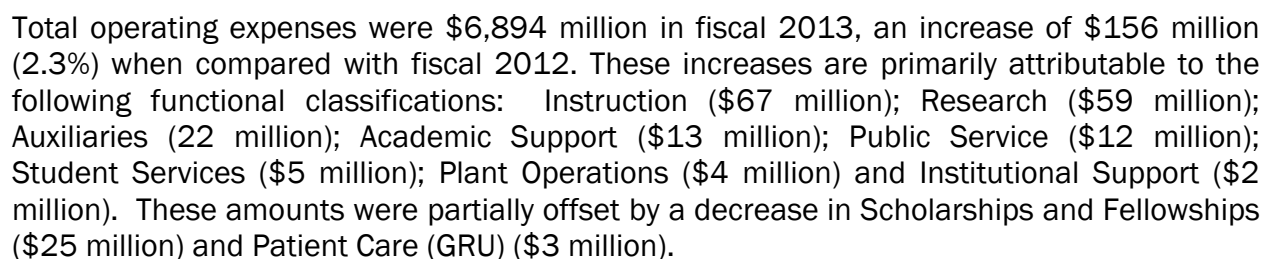 Total operating expenses were $6,894 million in fiscal 2013, an increase of $156 million
(2.3%) when compared with fiscal 2012. These increases are primarily attributable to the
following functional classifications: Instruction ($67 million); Research ($59 million);
Auxiliaries (22 million); Academic Support ($13 million); Public Service ($12 million);
Student Services ($5 million); Plant Operations ($4 million) and Institutional Support ($2
million). These amounts were partially offset by a decrease in Scholarships and Fellowships
($25 million) and Patient Care (GRU) ($3 million).